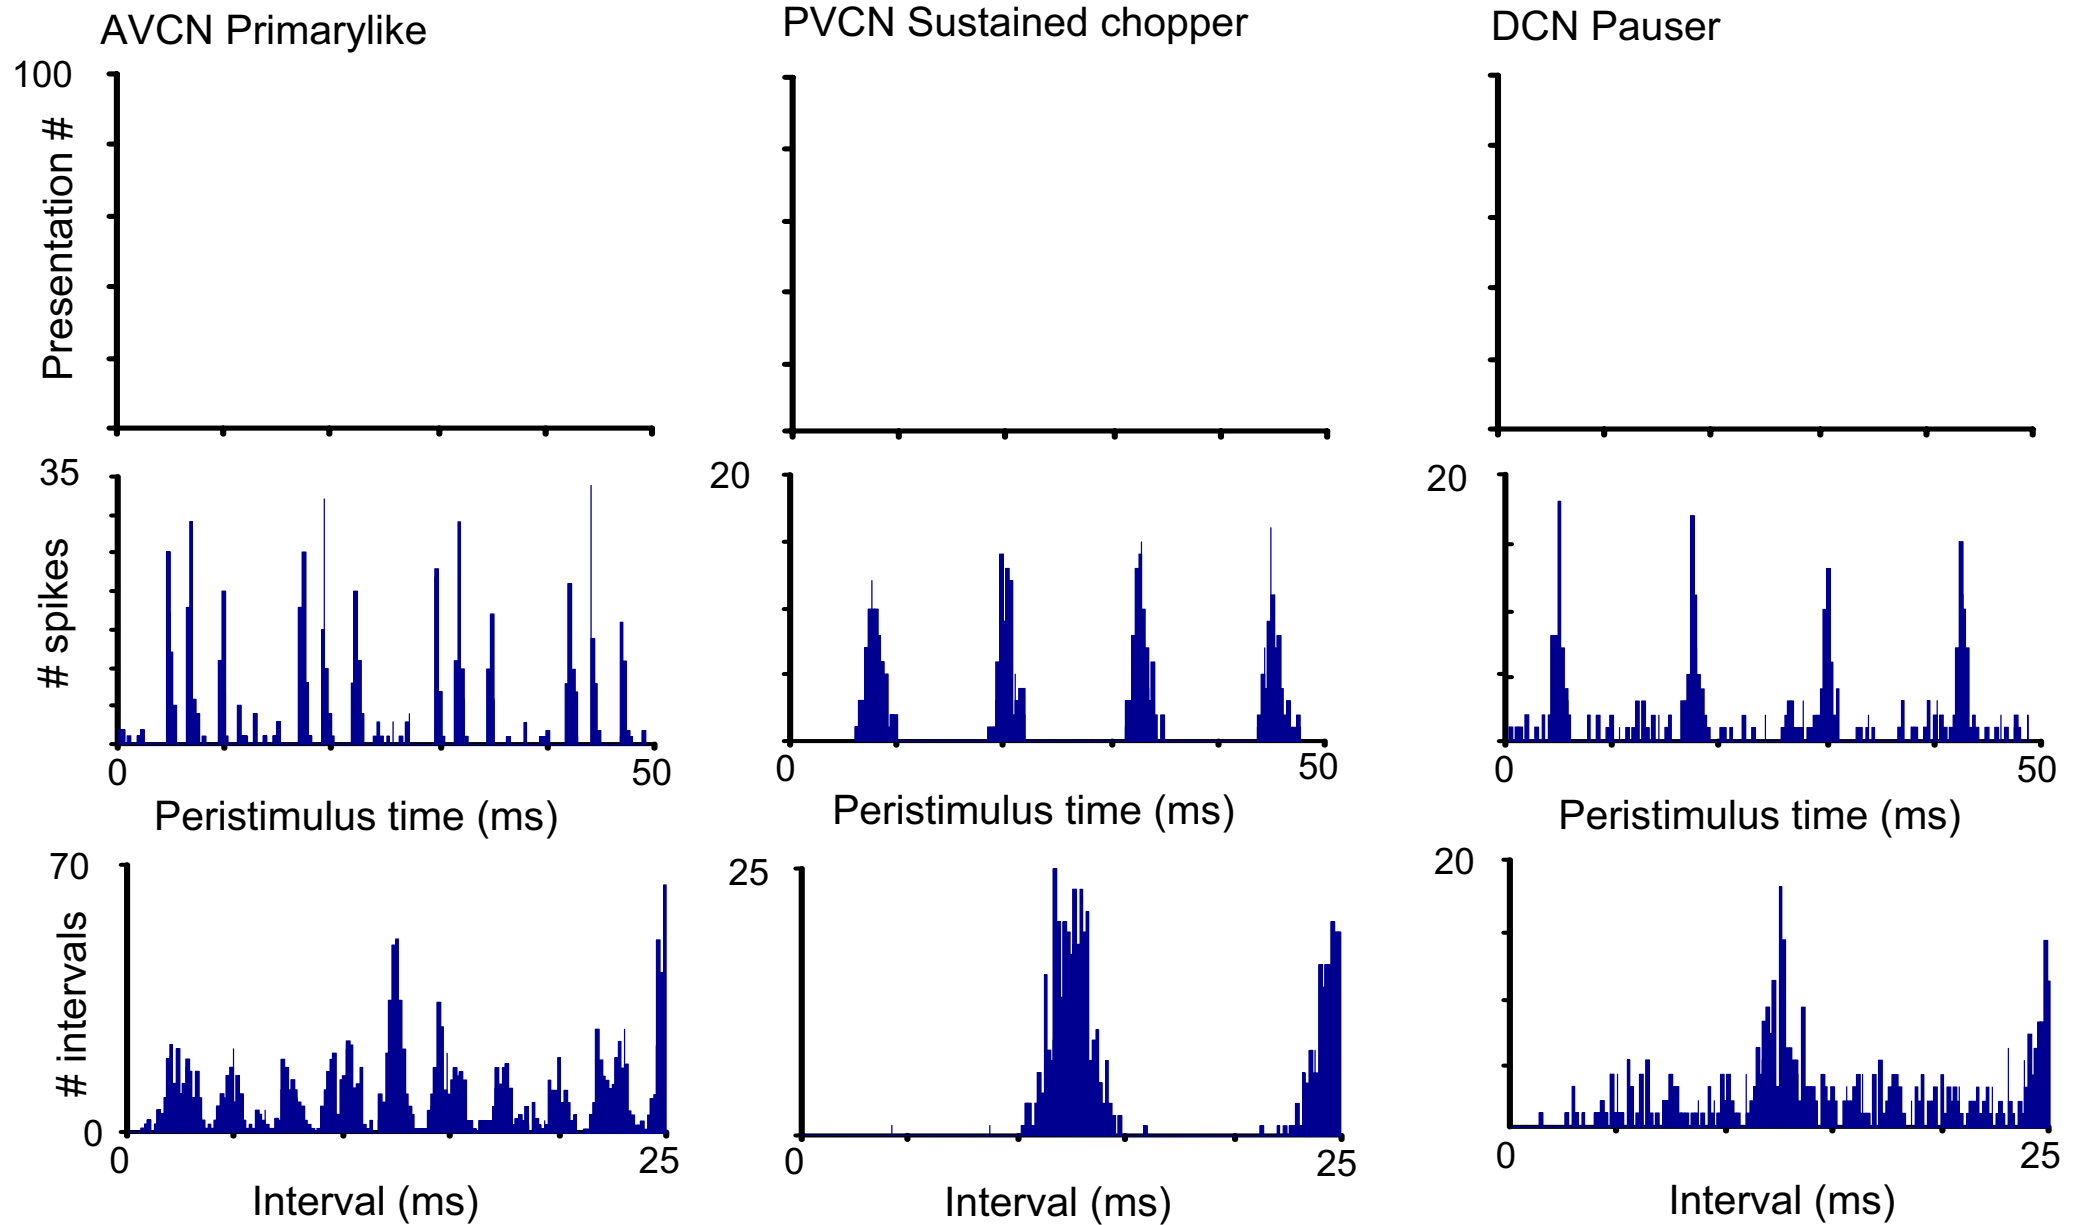 AVCN Primarylike
PVCN Sustained chopper
DCN Pauser
100
Presentation #
35
# spikes
0
50
Peristimulus time (ms)
20
0
50
Peristimulus time (ms)
20
0
50
Peristimulus time (ms)
70
# intervals
0
0
25
Interval (ms)
25
0
25
Interval (ms)
20
0
25
Interval (ms)